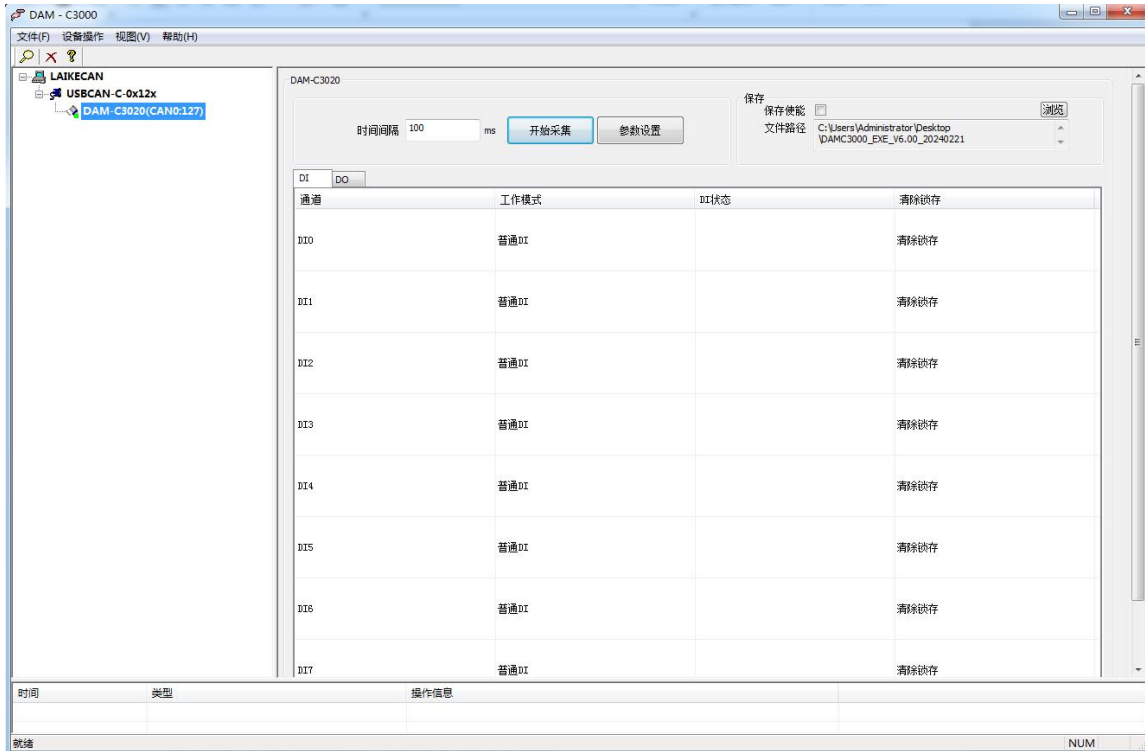 DAM - C3000
文件(F) 设备操作 视图(V) 帮助(H)
LAIKECAN
USBCAN-C-0x12x
DAM-C3020(CAN0:127)
DAM-C3020
时间间隔 100 ms 开始采集 参数设置
保存
保存使能 浏览
文件路径 C:\Users\Administrator\Desktop
\DAMC3000_EXE_V6.00_20240221
DI DO
通道 工作模式 DI状态 清除锁存
DI0 普通DI 清除锁存
DI1 普通DI 清除锁存
DI2 普通DI 清除锁存
DI3 普通DI 清除锁存
DI4 普通DI 清除锁存
DI5 普通DI 清除锁存
DI6 普通DI 清除锁存
DI7 普通DI 清除锁存
时间 类型 操作信息
就绪 NUM